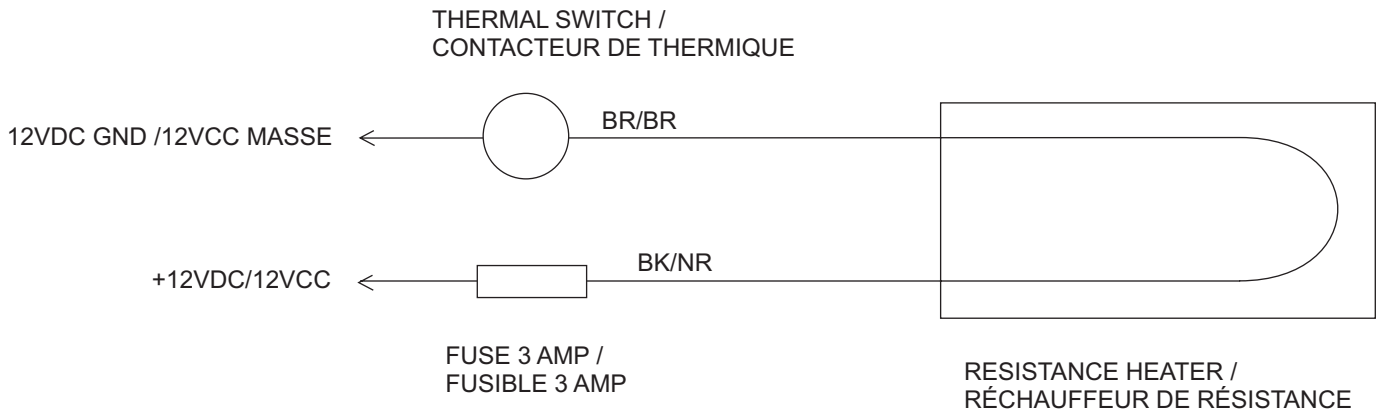 THERMAL SWITCH /
CONTACTEUR DE THERMIQUE
12VDC GND /12VCC MASSE
BR/BR
+12VDC/12VCC
BK/NR
FUSE 3 AMP /
FUSIBLE 3 AMP
RESISTANCE HEATER /
RÉCHAUFFEUR DE RÉSISTANCE